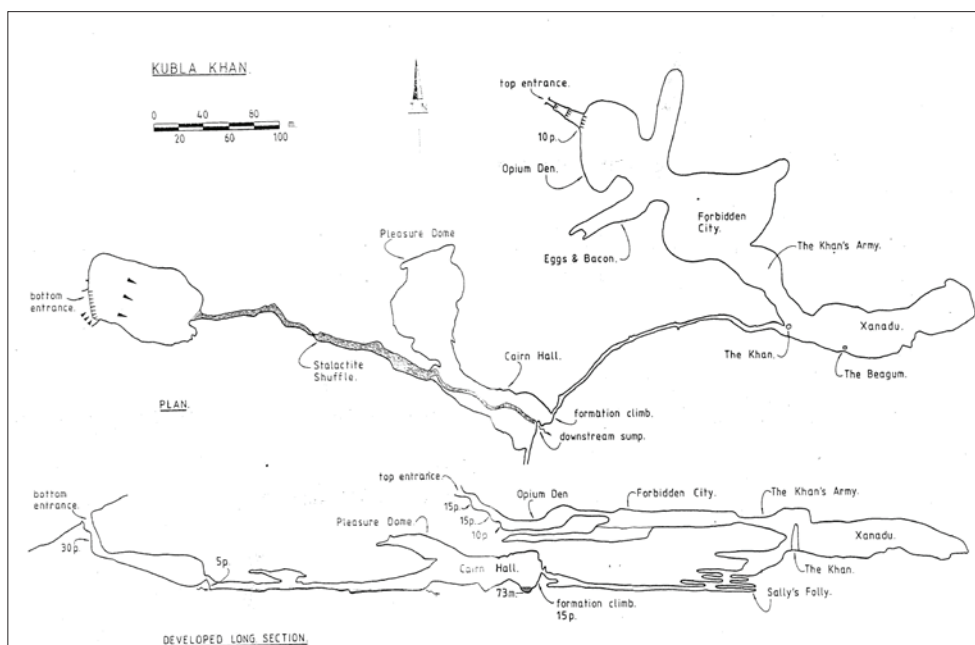 KUBLA KHAN.
0 40 80
m.
20 60 100
top entrance.
10p.
Opium Den.
Forbidden
City.
Eggs & Bacon.
The Khan's Army.
Xanadu.
The Khan.
The Beagum.
Pleasure Dome
bottom
entrance.
Stalactite
Shuffle.
Cairn Hall.
formation climb.
downstream sump.
PLAN.
bottom
entrance.
30p.
5p.
Pleasure Dome
top entrance.
15p.
15p.
10p
Opium Den
Forbidden City.
The Khan's Army.
Xanadu.
The Khan.
Cairn Hall.
73m.
formation climb.
15p.
Sally's Folly.
DEVELOPED LONG SECTION.